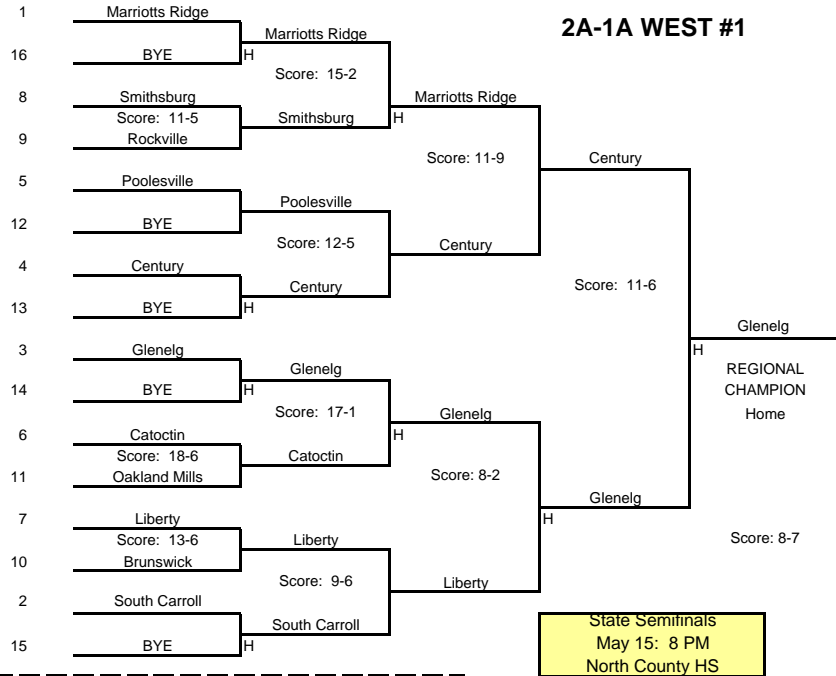 2A-1A WEST #1
1 Marriotts Ridge
Marriotts Ridge
16 BYE H
Score: 15-2
8 Smithsburg
Marriotts Ridge
Score: 11-5
Smithsburg H
9 Rockville
Score: 11-9
Century
5 Poolesville
Poolesville
12 BYE
Score: 12-5
Century
4 Century
Century
Score: 11-6
13 BYE H
Glenelg
3 Glenelg
H
Glenelg
REGIONAL
14 BYE H
CHAMPION
Score: 17-1
Glenelg
Home
6 Catoctin
H
Score: 18-6
Catoctin
11 Oakland Mills
Score: 8-2
Glenelg
7 Liberty
H
Score: 13-6
Liberty
Score: 8-7
10 Brunswick
Score: 9-6
Liberty
2 South Carroll
South Carroll
State Semifinals
15 BYE H
May 15: 8 PM
North County HS